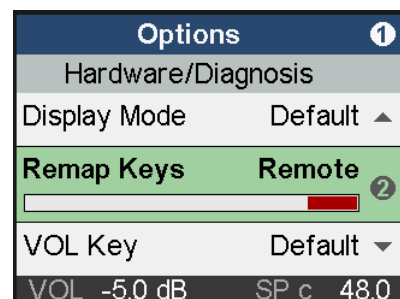 Options 1
Hardware/Diagnosis
Display Mode Default
Remap Keys Remote 2
VOL Key Default
VOL -5.0 dB SP c 48.0